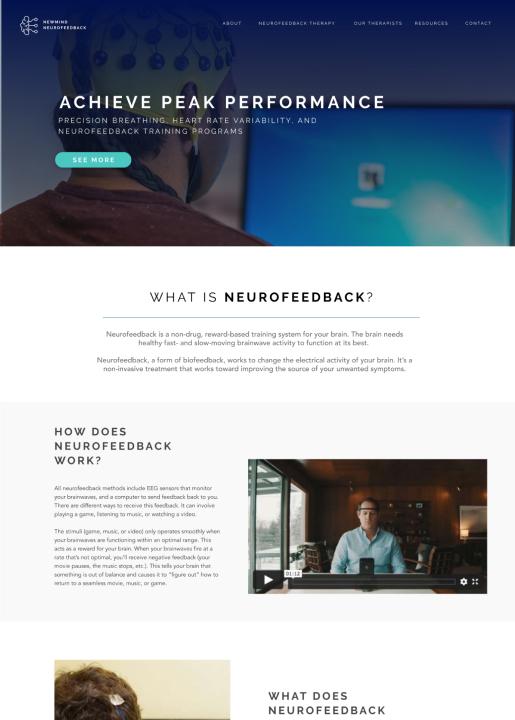 NEWMIND
NEUROFEEDBACK
ABOUT NEUROFEEDBACK THERAPY OUR THERAPISTS RESOURCES CONTACT
ACHIEVE PEAK PERFORMANCE
PRECISION BREATHING, HEART RATE VARIABILITY, AND
NEUROFEEDBACK TRAINING PROGRAMS
SEE MORE
WHAT IS NEUROFEEDBACK?
Neurofeedback is a non-drug, reward-based training system for your brain. The brain needs
healthy fast- and slow-moving brainwave activity to function at its best.
Neurofeedback, a form of biofeedback, works to change the electrical activity of your brain. It's a
non-invasive treatment that works toward improving the source of your unwanted symptoms.
HOW DOES
NEUROFEEDBACK
WORK?
All neurofeedback methods include EEG sensors that monitor
your brainwaves, and a computer to send feedback back to you.
There are different ways to receive this feedback. It can involve
playing a game, listening to music, or watching a video.
The stimuli (game, music, or video) only operates smoothly when
your brainwaves are functioning within an optimal range. This
acts as a reward for your brain. When your brainwaves fire at a
rate that's not optimal, you'll receive negative feedback (your
movie pauses, the music stops, etc.). This tells your brain that
something is out of balance and causes it to "figure out" how to
return to a seamless movie, music, or game.
01:12
WHAT DOES
NEUROFEEDBACK